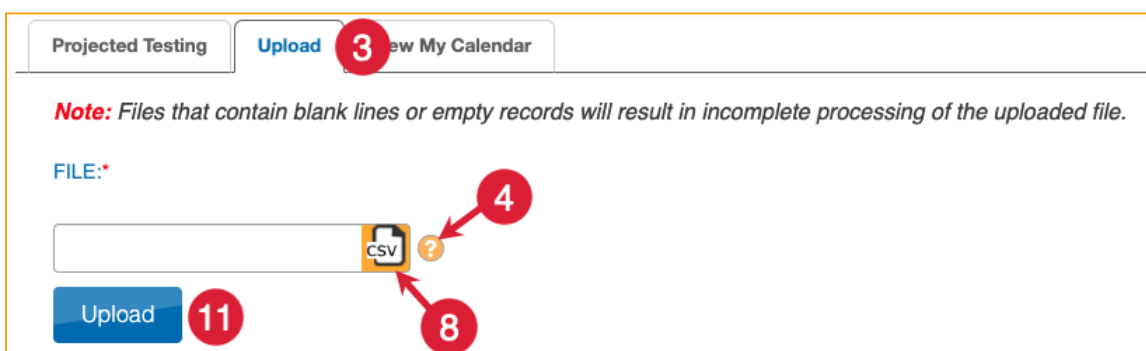 Projected Testing Upload 3 ew My Calendar
Note: Files that contain blank lines or empty records will result in incomplete processing of the uploaded file.
FILE:*
4
CSV ?
Upload 11
8